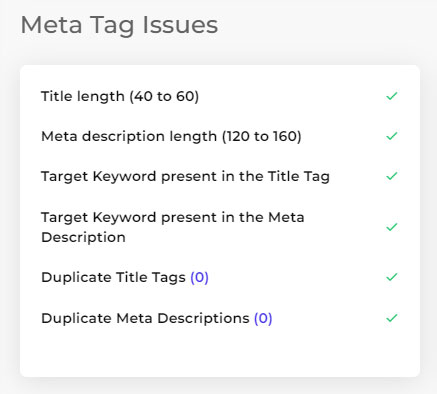 Meta Tag Issues
Title length (40 to 60)
Meta description length (120 to 160)
Target Keyword present in the Title Tag
Target Keyword present in the Meta
Description
Duplicate Title Tags (0)
Duplicate Meta Descriptions (0)